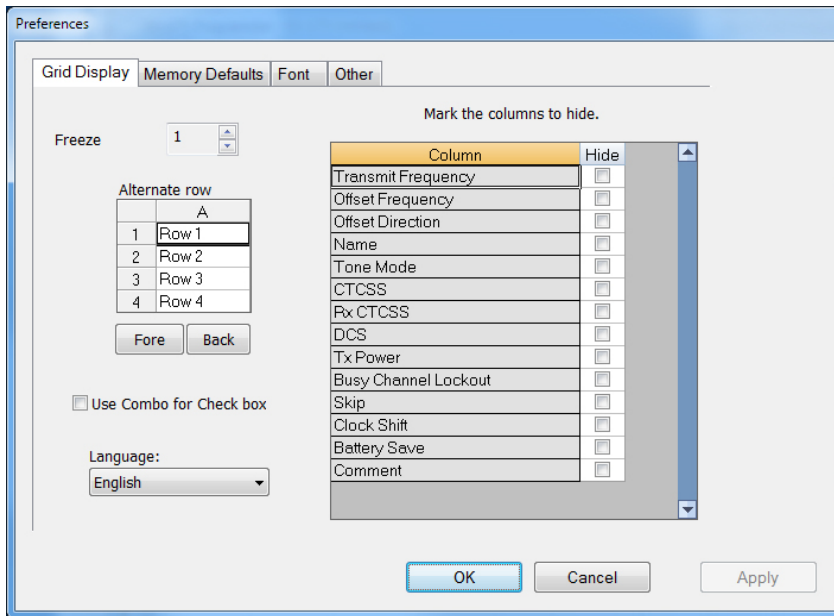 Preferences
Grid Display Memory Defaults Font Other
Mark the columns to hide.
Freeze 1
Alternate row
A
1 Row 1
2 Row 2
3 Row 3
4 Row 4
Fore Back
Use Combo for Check box
Language:
English
Column Hide
Transmit Frequency
Offset Frequency
Offset Direction
Name
Tone Mode
CTCSS
Rx CTCSS
DCS
Tx Power
Busy Channel Lockout
Skip
Clock Shift
Battery Save
Comment
OK Cancel Apply